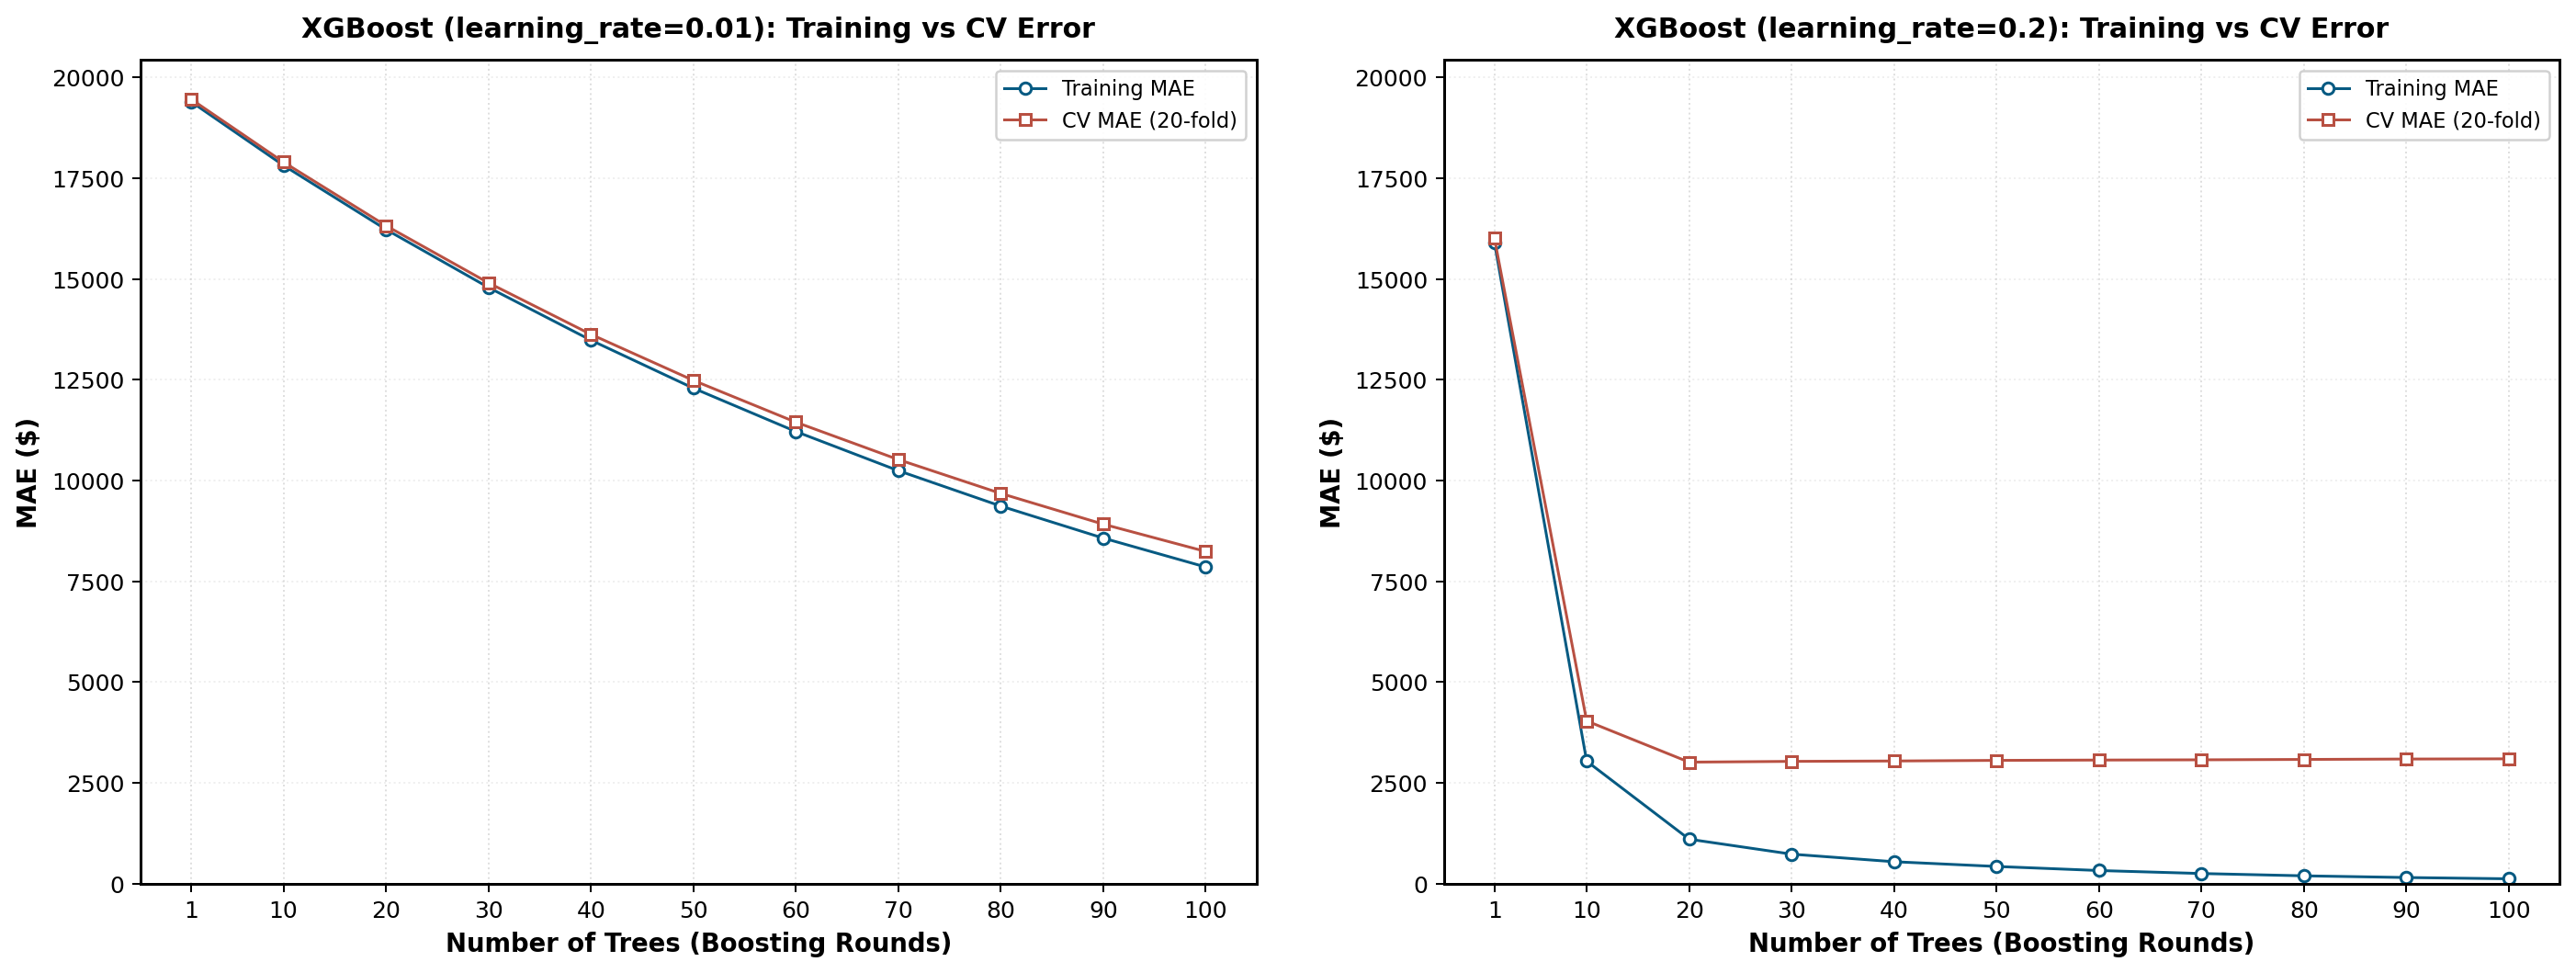 XGBoost (learning_rate=0.01): Training vs CV Error
Training MAE
CV MAE (20-fold)
20000
17500
15000
12500
10000
7500
5000
2500
0
MAE ($)
1 10 20 30 40 50 60 70 80 90 100
Number of Trees (Boosting Rounds)
XGBoost (learning_rate=0.2): Training vs CV Error
Training MAE
CV MAE (20-fold)
20000
17500
15000
12500
10000
7500
5000
2500
0
MAE ($)
1 10 20 30 40 50 60 70 80 90 100
Number of Trees (Boosting Rounds)